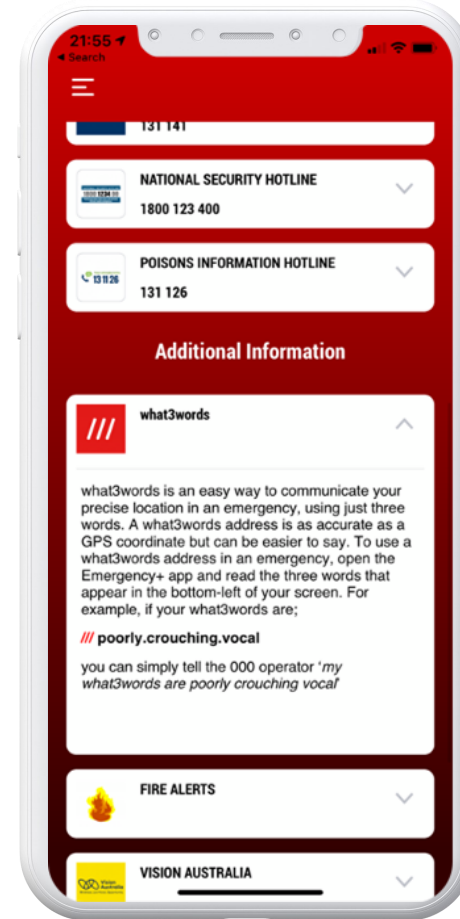 21:55
Search
131 141
NATIONAL SECURITY HOTLINE
1800 123 400
POISONS INFORMATION HOTLINE
13 11 26
131 126
Additional Information
what3words
what3words is an easy way to communicate your
precise location in an emergency, using just three
words. A what3words address is as accurate as a
GPS coordinate but can be easier to say. To use a
what3words address in an emergency, open the
Emergency+ app and read the three words that
appear in the bottom-left of your screen. For
example, if your what3words are;
/// poorly.crouching.vocal
you can simply tell the 000 operator ‘my
what3words are poorly crouching vocal’
FIRE ALERTS
VISION AUSTRALIA
Vision
Australia